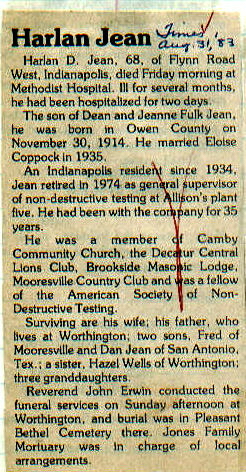 Harlan Jean Times
Aug. 31, '83
Harlan D. Jean, 68, of Flynn Road
West, Indianapolis, died Friday morning at
Methodist Hospital. Ill for several months,
he had been hospitalized for two days.
The son of Dean and Jeanne Fulk Jean,
he was born in Owen County on
November 30, 1914. He married Eloise
Coppock in 1935.
An Indianapolis resident since 1934,
Jean retired in 1974 as general supervisor
of non-destructive testing at Allison's plant
five. He had been with the company for 35
years.
He was a member of Camby
Community Church, the Decatur Central
Lions Club, Brookside Masonic Lodge,
Mooresville Country Club and was a fellow
of the American Society of Non-
Destructive Testing.
Surviving are his wife; his father, who
lives at Worthington; two sons, Fred of
Mooresville and Dan Jean of San Antonio,
Tex.; a sister, Hazel Wells of Worthington;
three granddaughters.
Reverend John Erwin conducted the
funeral services on Sunday afternoon at
Worthington, and burial was in Pleasant
Bethel Cemetery there. Jones Family
Mortuary was in charge of local
arrangements.